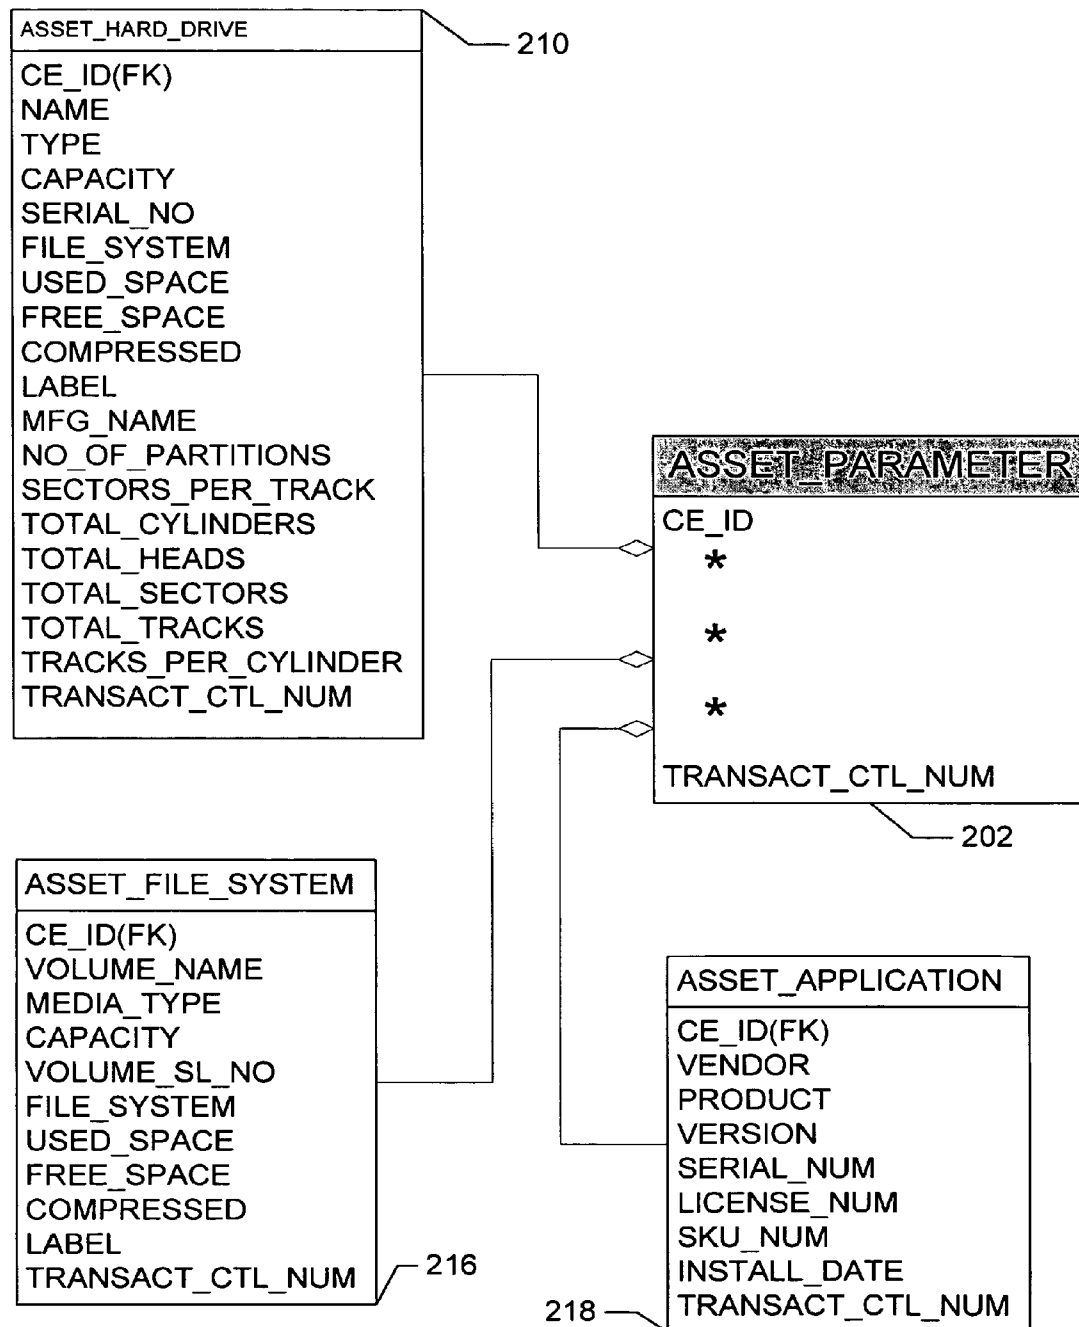 ASSET_HARD_DRIVE
210
CE_ID(FK)
NAME
TYPE
CAPACITY
SERIAL_NO
FILE_SYSTEM
USED_SPACE
FREE_SPACE
COMPRESSED
LABEL
MFG_NAME
NO_OF_PARTITIONS
SECTORS_PER_TRACK
TOTAL_CYLINDERS
TOTAL_HEADS
TOTAL_SECTORS
TOTAL_TRACKS
TRACKS_PER_CYLINDER
TRANSACT_CTL_NUM
ASSET_PARAMETER
CE_ID
*
*
*
TRANSACT_CTL_NUM
202
ASSET_FILE_SYSTEM
CE_ID(FK)
VOLUME_NAME
MEDIA_TYPE
CAPACITY
VOLUME_SL_NO
FILE_SYSTEM
USED_SPACE
FREE_SPACE
COMPRESSED
LABEL
TRANSACT_CTL_NUM
216
ASSET_APPLICATION
CE_ID(FK)
VENDOR
PRODUCT
VERSION
SERIAL_NUM
LICENSE_NUM
SKU_NUM
INSTALL_DATE
TRANSACT_CTL_NUM
218